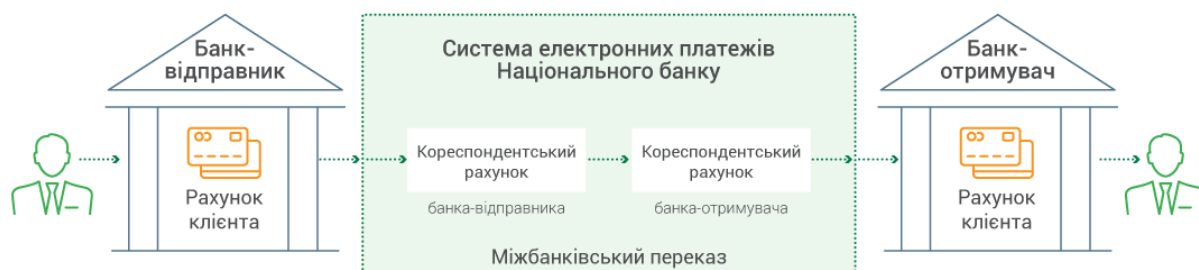 Банк-
відправник
Рахунок
клієнта
Система електронних платежів
Національного банку
Кореспондентський
рахунок
банка-відправника
Кореспондентський
рахунок
банка-отримувача
Міжбанківський переказ
Банк-
отримувач
Рахунок
клієнта